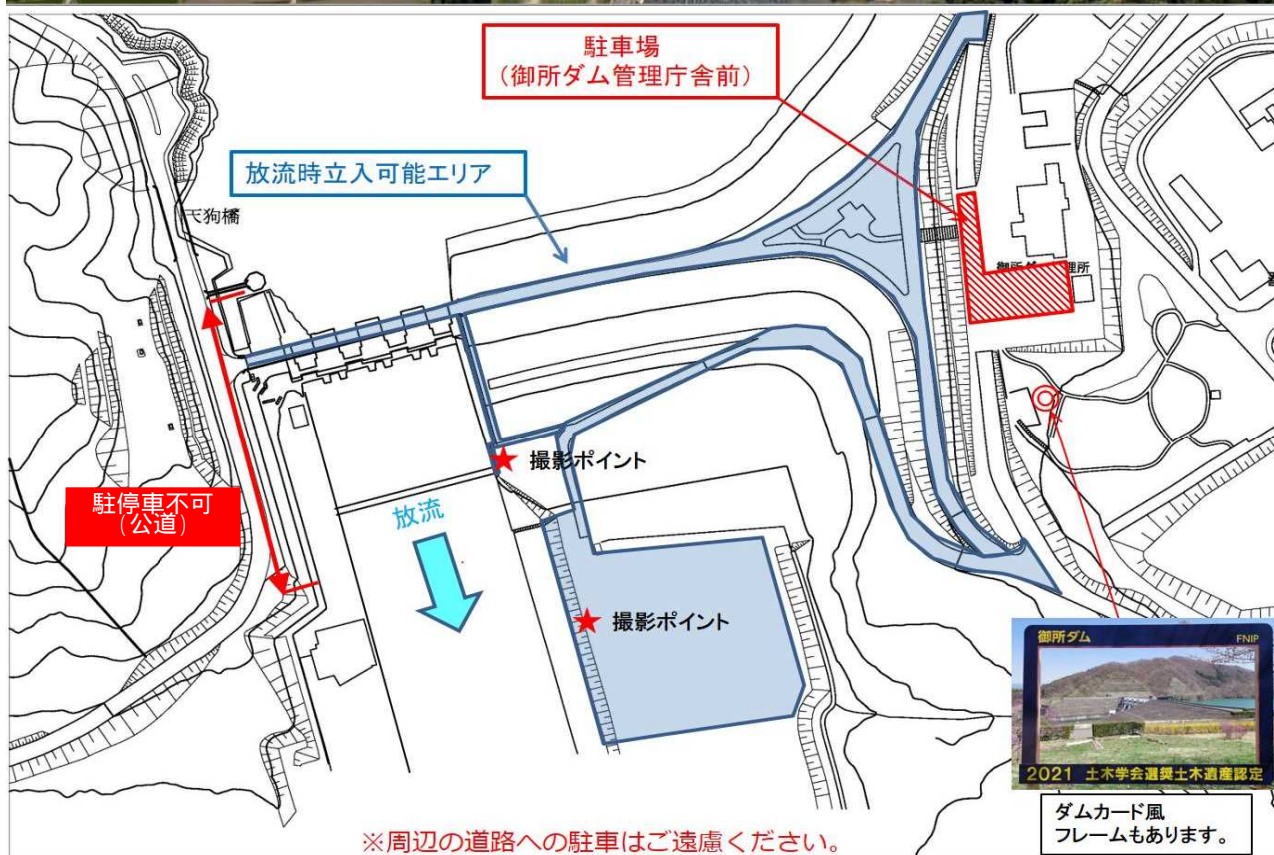 駐車場
（御所ダム管理庁舎前）
放流時立入可能エリア
天狗橋
撮影ポイント
駐停車不可
（公道）
放流
撮影ポイント
御所ダム
FNIP
2021 土木学会選奨土木遺産認定
ダムカード風
フレームもあります。
※周辺の道路への駐車はご遠慮ください。